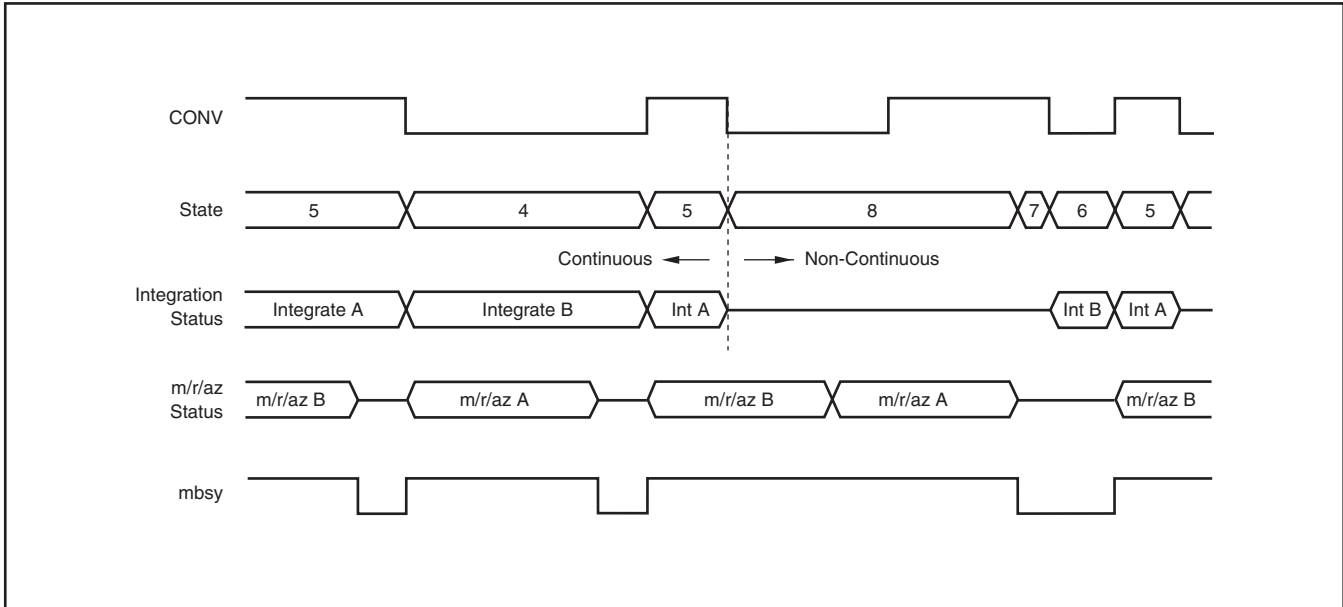 CONV
State
5
4
5
8
7
6
5
Continuous
Non-Continuous
Integration
Status
Integrate A
Integrate B
Int A
Int B
Int A
m/r/az
Status
m/r/az B
m/r/az A
m/r/az B
m/r/az A
m/r/az B
mbsy